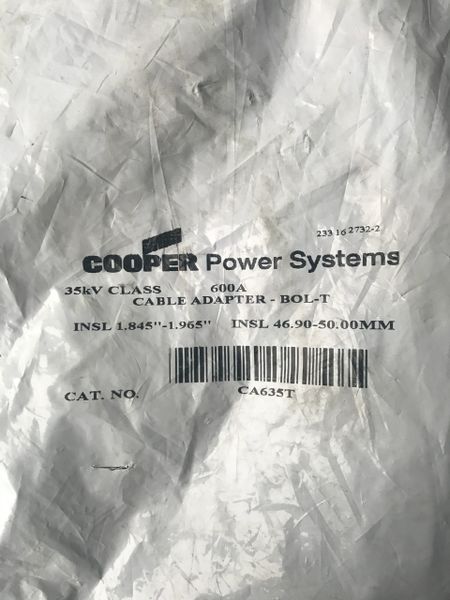 233 16 2732-2
COOPER Power Systems
35kV CLASS 600A
CABLE ADAPTER - BOL-T
INSL 1.845"-1.965" INSL 46.90-50.00MM
CAT. NO. CA635T